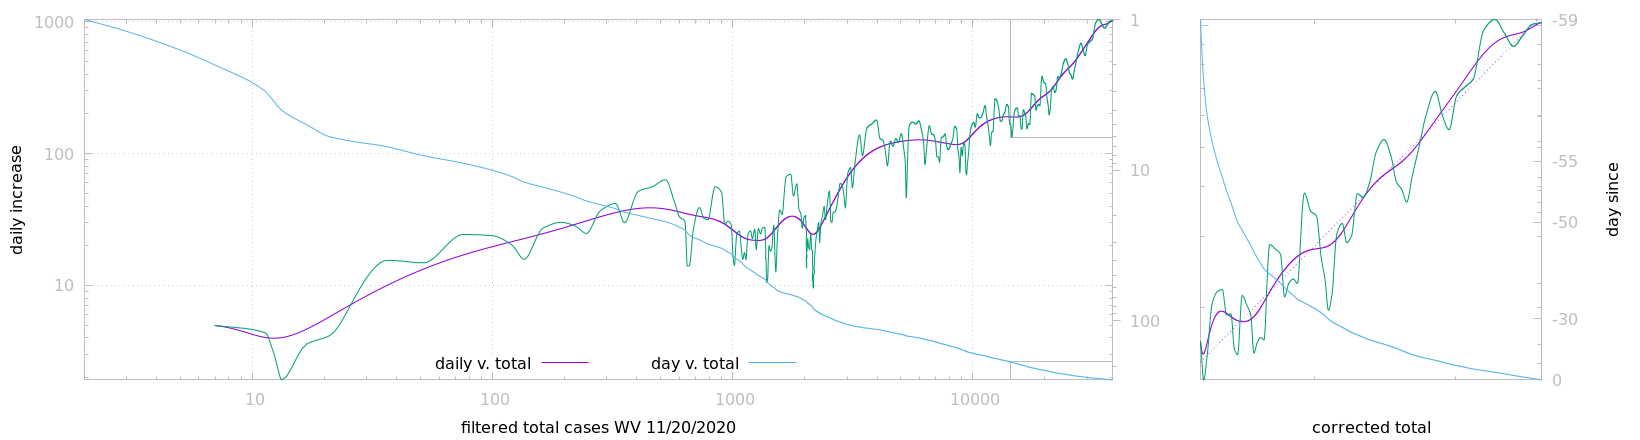 1000
100
10
daily increase
10
100
1000
10000
filtered total cases WV 11/20/2020
daily v. total
day v. total
1
10
100
-59
-55
-50
-30
0
day since
corrected total